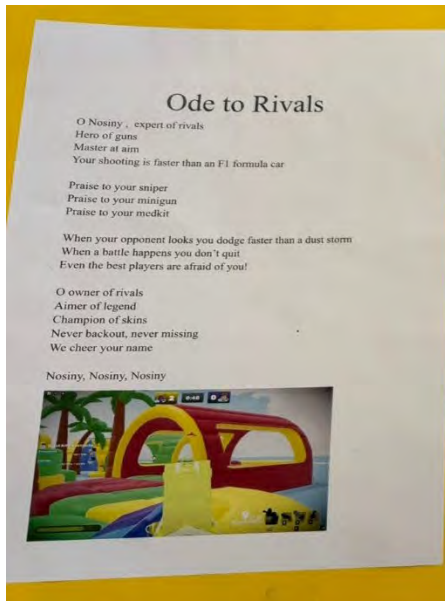 Ode to Rivals
O Nosiny , expert of rivals
Hero of guns
Master at aim
Your shooting is faster than an F1 formula car
Praise to your sniper
Praise to your minigun
Praise to your medkit
When your opponent looks you dodge faster than a dust storm
When a battle happens you don't quit
Even the best players are afraid of you!
O owner of rivals
Aimer of legend
Champion of skins
Never backout, never missing
We cheer your name
Nosiny, Nosiny, Nosiny